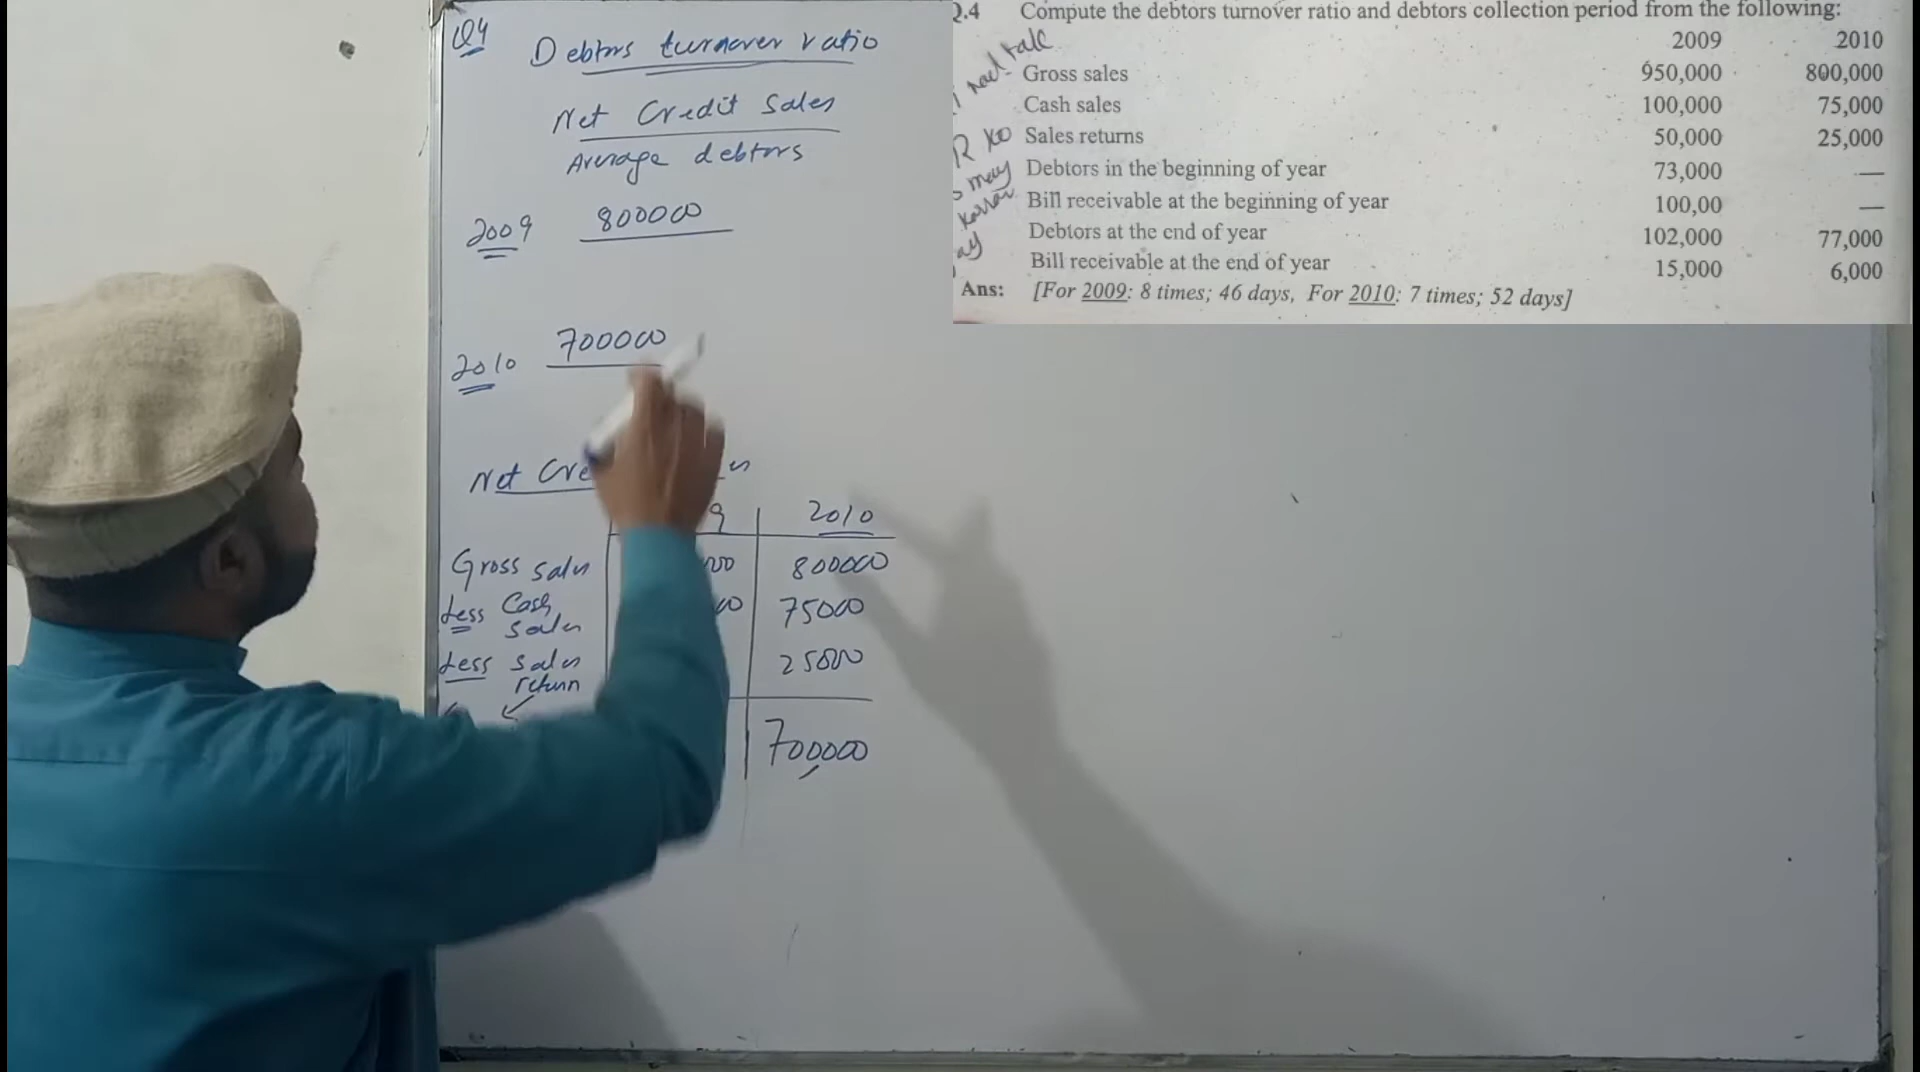 Q4
Debtors turnover ratio
Net Credit Sales
Average debtors
2009 800000
2010 700000
Net Cre
9 2010
Gross sales 00 800000
Less Cash sales 00 75000
Less sales return 25000
700000
Q.4 Compute the debtors turnover ratio and debtors collection period from the following:
2009 2010
Gross sales 950,000 800,000
Cash sales 100,000 75,000
Sales returns 50,000 25,000
Debtors in the beginning of year 73,000 —
Bill receivable at the beginning of year 100,00 —
Debtors at the end of year 102,000 77,000
Bill receivable at the end of year 15,000 6,000
Ans: [For 2009: 8 times; 46 days, For 2010: 7 times; 52 days]